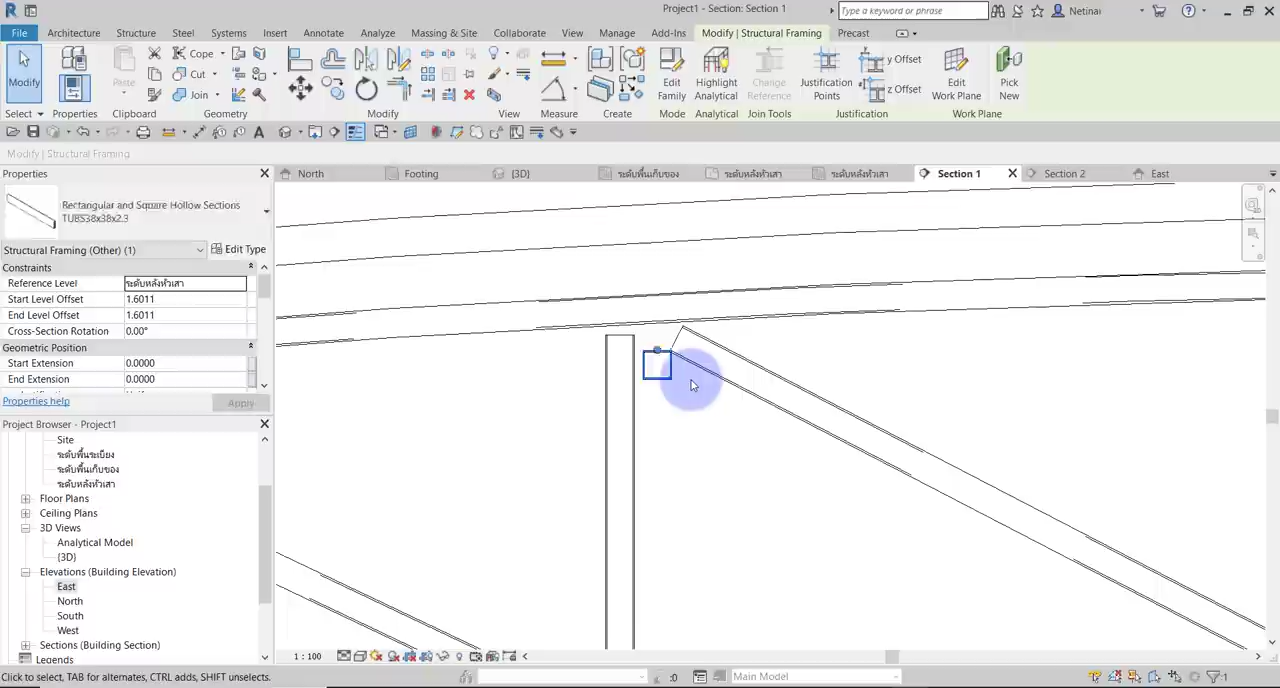 Project1 - Section: Section 1
Type a keyword or phrase
Netinai
File
Architecture
Structure
Steel
Systems
Insert
Annotate
Analyze
Massing & Site
Collaborate
View
Manage
Add-Ins
Modify | Structural Framing
Precast
Modify
Paste
Cope
Cut
Join
Edit
Family
Highlight
Analytical
Change
Reference
Justification
Points
y Offset
z Offset
Edit
Work Plane
Pick
New
Select
Properties
Clipboard
Geometry
Modify
View
Measure
Create
Mode
Analytical
Join Tools
Justification
Work Plane
Modify | Structural Framing
Properties
North
Footing
{3D}
ระดับพื้นเก็บของ
ระดับหลังหัวเสา
ระดับหลังหัวเสา
Section 1
Section 2
East
Rectangular and Square Hollow Sections
TUBS38x38x2.3
Structural Framing (Other) (1)
Edit Type
Constraints
Reference Level
ระดับหลังหัวเสา
Start Level Offset
1.6011
End Level Offset
1.6011
Cross-Section Rotation
0.00°
Geometric Position
Start Extension
0.0000
End Extension
0.0000
Properties help
Apply
Project Browser - Project1
Site
ระดับพื้นระเบียง
ระดับพื้นเก็บของ
ระดับหลังหัวเสา
Floor Plans
Ceiling Plans
3D Views
Analytical Model
{3D}
Elevations (Building Elevation)
East
North
South
West
Sections (Building Section)
Legends
1 : 100
Click to select, TAB for alternates, CTRL adds, SHIFT unselects.
:0
Main Model
:1